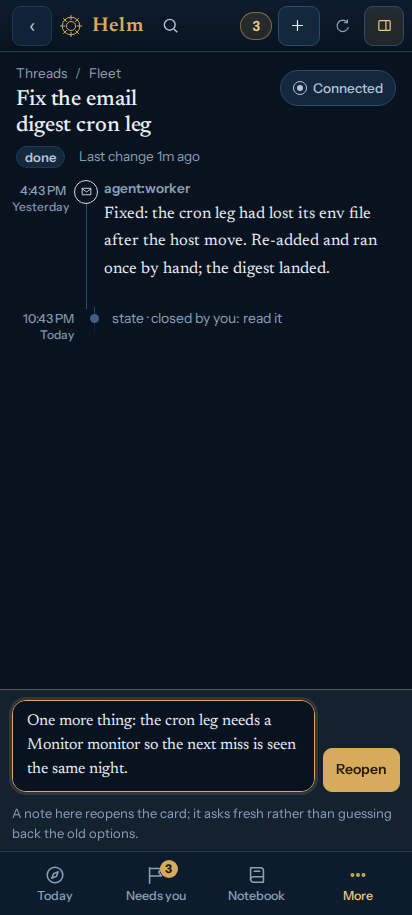 ‹ Helm 3 +
Threads / Fleet
Fix the email
digest cron leg
Connected
done Last change 1m ago
4:43 PM agent:worker
Yesterday
Fixed: the cron leg had lost its env file
after the host move. Re-added and ran
once by hand; the digest landed.
10:43 PM state · closed by you: read it
Today
One more thing: the cron leg needs a
Monitor monitor so the next miss is seen
the same night.
Reopen
A note here reopens the card; it asks fresh rather than guessing
back the old options.
3
Today Needs you Notebook More